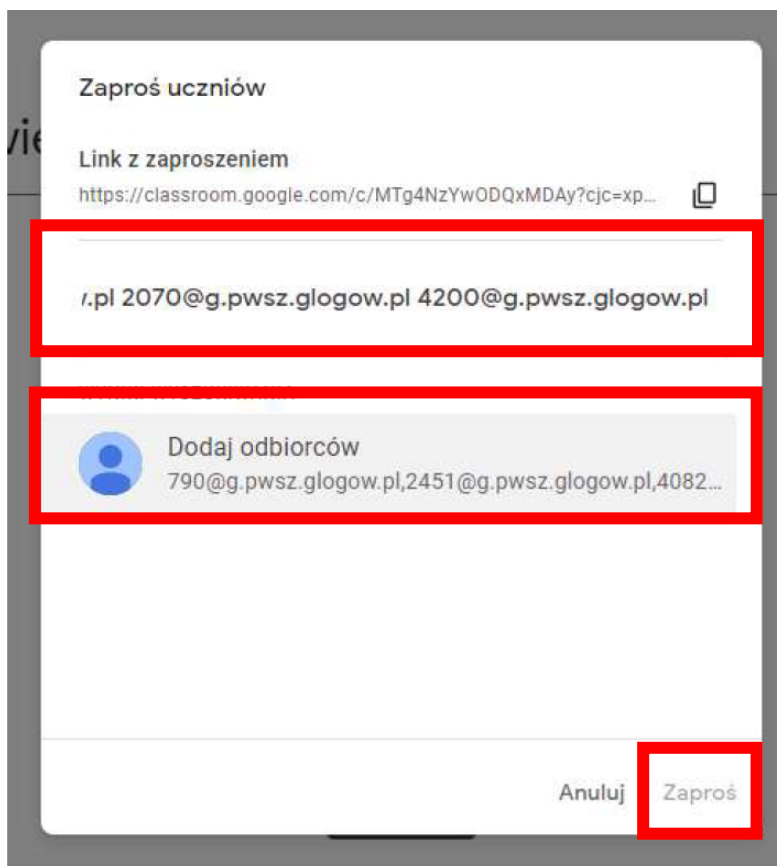 Zaproś uczniów
Link z zaproszeniem
https://classroom.google.com/c/MTg4NzYwODQxMDAy?cjc=xp...
.pl 2070@g.pwsz.glogow.pl 4200@g.pwsz.glogow.pl
Dodaj odbiorców
790@g.pwsz.glogow.pl,2451@g.pwsz.glogow.pl,4082...
Anuluj Zaproś